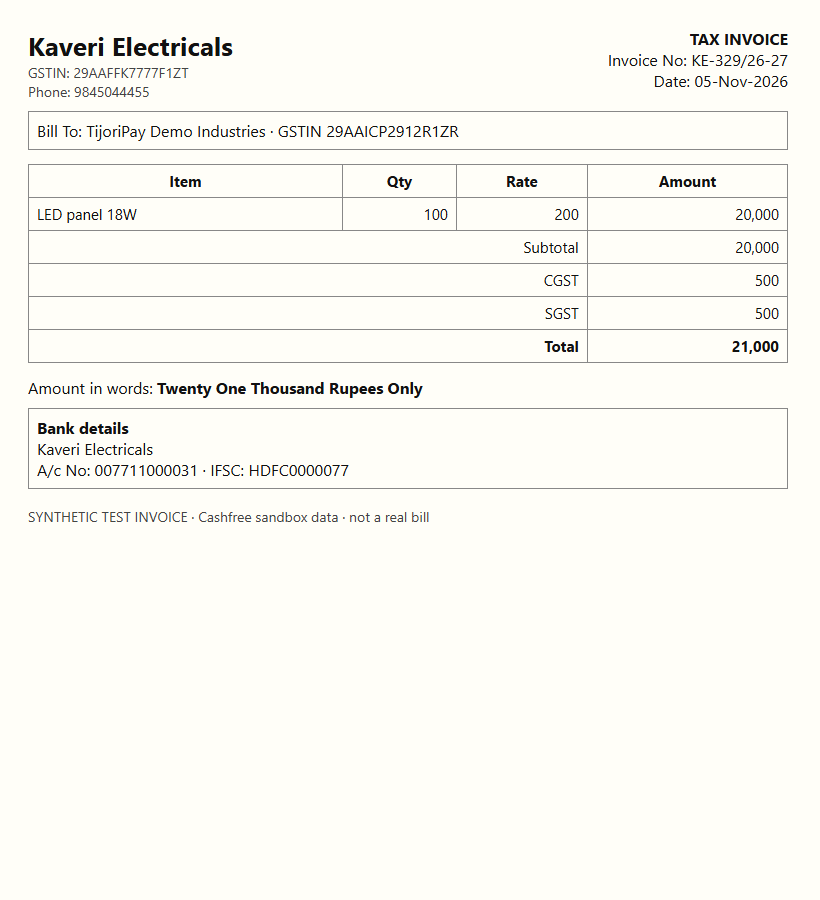 Kaveri Electricals
GSTIN: 29AAFFK7777F1ZT
Phone: 9845044455
TAX INVOICE
Invoice No: KE-329/26-27
Date: 05-Nov-2026
Bill To: TijoriPay Demo Industries · GSTIN 29AAICP2912R1ZR
Item Qty Rate Amount
LED panel 18W 100 200 20,000
Subtotal 20,000
CGST 500
SGST 500
Total 21,000
Amount in words: Twenty One Thousand Rupees Only
Bank details
Kaveri Electricals
A/c No: 007711000031 · IFSC: HDFC0000077
SYNTHETIC TEST INVOICE · Cashfree sandbox data · not a real bill